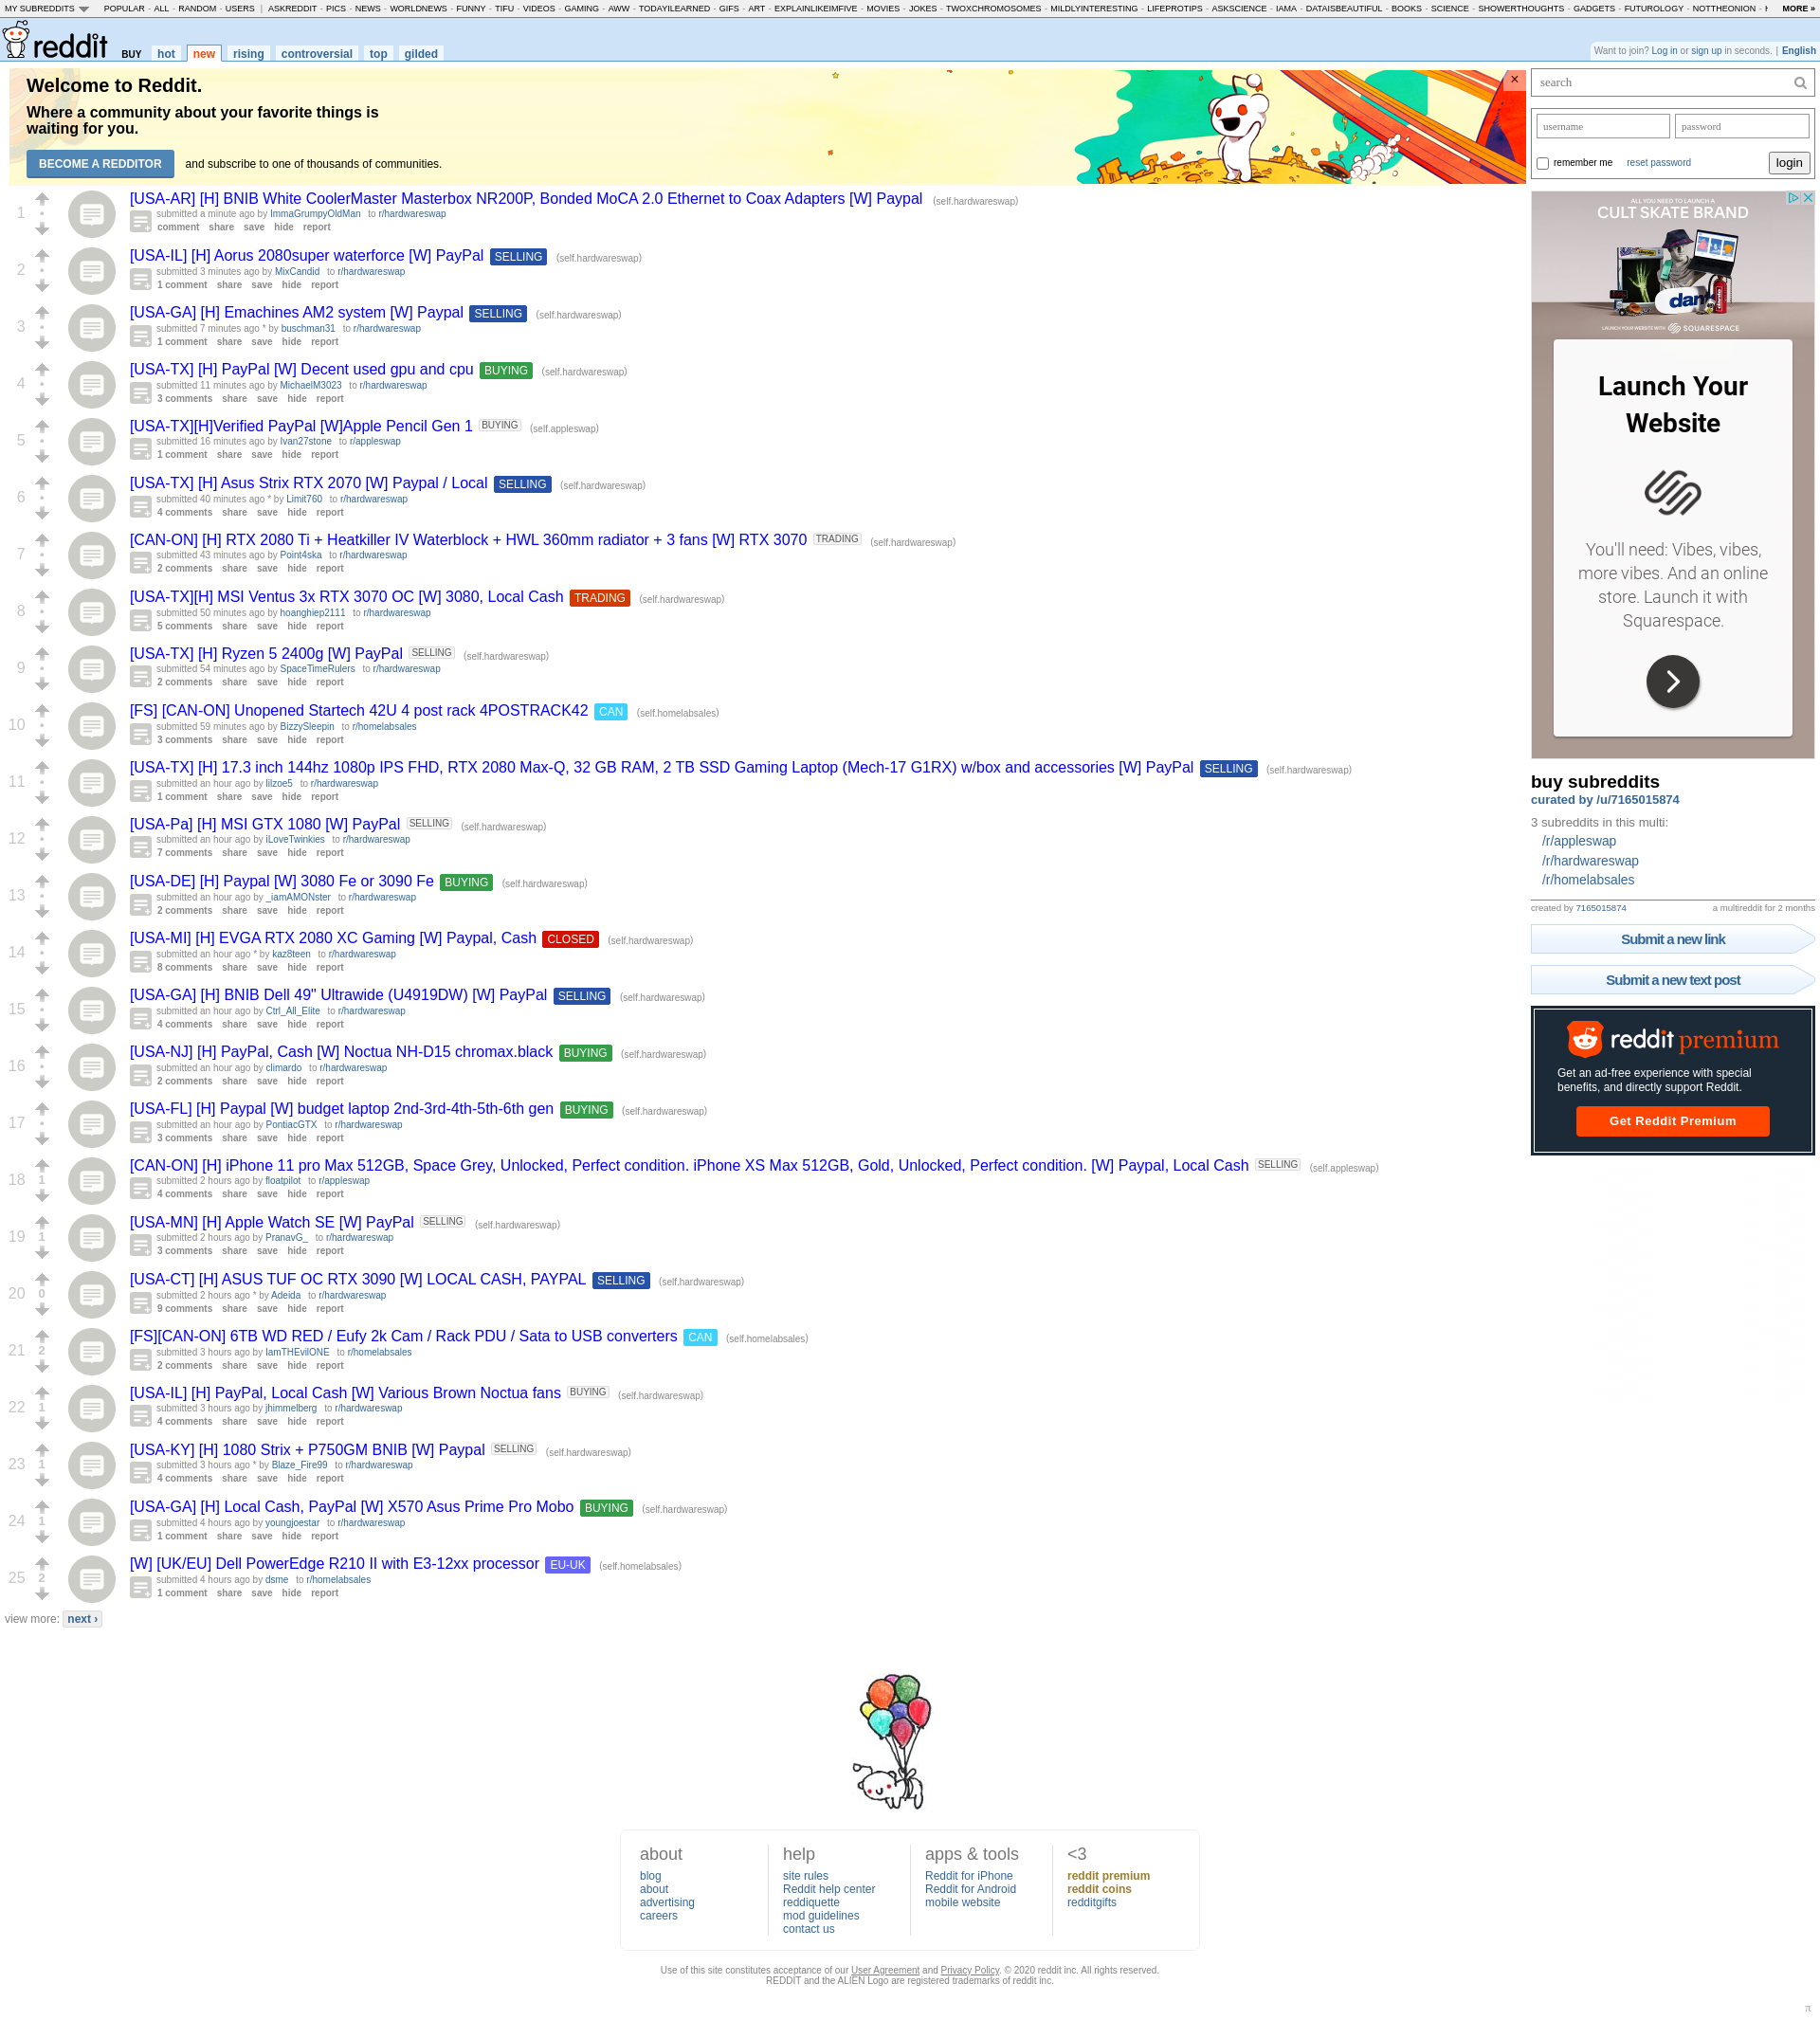 MY SUBREDDITS POPULAR - ALL - RANDOM - USERS | ASKREDDIT - PICS - NEWS - WORLDNEWS - FUNNY - TIFU - VIDEOS - GAMING - AWW - TODAYILEARNED - GIFS - ART - EXPLAINLIKEIMFIVE - MOVIES - JOKES - TWOXCHROMOSOMES - MILDLYINTERESTING - LIFEPROTIPS - ASKSCIENCE - IAMA - DATAISBEAUTIFUL - BOOKS - SCIENCE - SHOWERTHOUGHTS - GADGETS - FUTUROLOGY - NOTTHEONION - MORE »
reddit BUY hot new rising controversial top gilded
Want to join? Log in or sign up in seconds. | English
Welcome to Reddit.
Where a community about your favorite things is
waiting for you.
BECOME A REDDITOR and subscribe to one of thousands of communities.
1 [USA-AR] [H] BNIB White CoolerMaster Masterbox NR200P, Bonded MoCA 2.0 Ethernet to Coax Adapters [W] Paypal (self.hardwareswap)
submitted a minute ago by ImmaGrumpyOldMan to r/hardwareswap
comment share save hide report
2 [USA-IL] [H] Aorus 2080super waterforce [W] PayPal SELLING (self.hardwareswap)
submitted 3 minutes ago by MixCandid to r/hardwareswap
1 comment share save hide report
3 [USA-GA] [H] Emachines AM2 system [W] Paypal SELLING (self.hardwareswap)
submitted 7 minutes ago * by buschman31 to r/hardwareswap
1 comment share save hide report
4 [USA-TX] [H] PayPal [W] Decent used gpu and cpu BUYING (self.hardwareswap)
submitted 11 minutes ago by MichaelM3023 to r/hardwareswap
3 comments share save hide report
5 [USA-TX][H]Verified PayPal [W]Apple Pencil Gen 1 BUYING (self.appleswap)
submitted 16 minutes ago by Ivan27stone to r/appleswap
1 comment share save hide report
6 [USA-TX] [H] Asus Strix RTX 2070 [W] Paypal / Local SELLING (self.hardwareswap)
submitted 40 minutes ago * by Limit760 to r/hardwareswap
4 comments share save hide report
7 [CAN-ON] [H] RTX 2080 Ti + Heatkiller IV Waterblock + HWL 360mm radiator + 3 fans [W] RTX 3070 TRADING (self.hardwareswap)
submitted 43 minutes ago by Point4ska to r/hardwareswap
2 comments share save hide report
8 [USA-TX][H] MSI Ventus 3x RTX 3070 OC [W] 3080, Local Cash TRADING (self.hardwareswap)
submitted 50 minutes ago by hoanghiep2111 to r/hardwareswap
5 comments share save hide report
9 [USA-TX] [H] Ryzen 5 2400g [W] PayPal SELLING (self.hardwareswap)
submitted 54 minutes ago by SpaceTimeRulers to r/hardwareswap
2 comments share save hide report
10 [FS] [CAN-ON] Unopened Startech 42U 4 post rack 4POSTRACK42 CAN (self.homelabsales)
submitted 59 minutes ago by BizzySleepin to r/homelabsales
3 comments share save hide report
11 [USA-TX] [H] 17.3 inch 144hz 1080p IPS FHD, RTX 2080 Max-Q, 32 GB RAM, 2 TB SSD Gaming Laptop (Mech-17 G1RX) w/box and accessories [W] PayPal SELLING (self.hardwareswap)
submitted an hour ago by lilzoe5 to r/hardwareswap
1 comment share save hide report
12 [USA-Pa] [H] MSI GTX 1080 [W] PayPal SELLING (self.hardwareswap)
submitted an hour ago by iLoveTwinkies to r/hardwareswap
7 comments share save hide report
13 [USA-DE] [H] Paypal [W] 3080 Fe or 3090 Fe BUYING (self.hardwareswap)
submitted an hour ago by _iamAMONster to r/hardwareswap
2 comments share save hide report
14 [USA-MI] [H] EVGA RTX 2080 XC Gaming [W] Paypal, Cash CLOSED (self.hardwareswap)
submitted an hour ago * by kaz8teen to r/hardwareswap
8 comments share save hide report
15 [USA-GA] [H] BNIB Dell 49" Ultrawide (U4919DW) [W] PayPal SELLING (self.hardwareswap)
submitted an hour ago by Ctrl_All_Elite to r/hardwareswap
4 comments share save hide report
16 [USA-NJ] [H] PayPal, Cash [W] Noctua NH-D15 chromax.black BUYING (self.hardwareswap)
submitted an hour ago by climardo to r/hardwareswap
2 comments share save hide report
17 [USA-FL] [H] Paypal [W] budget laptop 2nd-3rd-4th-5th-6th gen BUYING (self.hardwareswap)
submitted an hour ago by PontiacGTX to r/hardwareswap
3 comments share save hide report
18 1 [CAN-ON] [H] iPhone 11 pro Max 512GB, Space Grey, Unlocked, Perfect condition. iPhone XS Max 512GB, Gold, Unlocked, Perfect condition. [W] Paypal, Local Cash SELLING (self.appleswap)
submitted 2 hours ago by floatpilot to r/appleswap
4 comments share save hide report
19 1 [USA-MN] [H] Apple Watch SE [W] PayPal SELLING (self.hardwareswap)
submitted 2 hours ago by PranavG_ to r/hardwareswap
3 comments share save hide report
20 0 [USA-CT] [H] ASUS TUF OC RTX 3090 [W] LOCAL CASH, PAYPAL SELLING (self.hardwareswap)
submitted 2 hours ago * by Adeida to r/hardwareswap
9 comments share save hide report
21 2 [FS][CAN-ON] 6TB WD RED / Eufy 2k Cam / Rack PDU / Sata to USB converters CAN (self.homelabsales)
submitted 3 hours ago by IamTHEvilONE to r/homelabsales
2 comments share save hide report
22 1 [USA-IL] [H] PayPal, Local Cash [W] Various Brown Noctua fans BUYING (self.hardwareswap)
submitted 3 hours ago by jhimmelberg to r/hardwareswap
4 comments share save hide report
23 1 [USA-KY] [H] 1080 Strix + P750GM BNIB [W] Paypal SELLING (self.hardwareswap)
submitted 3 hours ago * by Blaze_Fire99 to r/hardwareswap
4 comments share save hide report
24 1 [USA-GA] [H] Local Cash, PayPal [W] X570 Asus Prime Pro Mobo BUYING (self.hardwareswap)
submitted 4 hours ago by youngjoestar to r/hardwareswap
1 comment share save hide report
25 2 [W] [UK/EU] Dell PowerEdge R210 II with E3-12xx processor EU-UK (self.homelabsales)
submitted 4 hours ago by dsme to r/homelabsales
1 comment share save hide report
view more: next ›
search
username password
remember me reset password login
ALL YOU NEED TO LAUNCH A
CULT SKATE BRAND
dant
LAUNCH YOUR WEBSITE WITH SQUARESPACE
Launch Your
Website
You'll need: Vibes, vibes,
more vibes. And an online
store. Launch it with
Squarespace.
buy subreddits
curated by /u/7165015874
3 subreddits in this multi:
/r/appleswap
/r/hardwareswap
/r/homelabsales
created by 7165015874 a multireddit for 2 months
Submit a new link
Submit a new text post
reddit premium
Get an ad-free experience with special
benefits, and directly support Reddit.
Get Reddit Premium
about
blog
about
advertising
careers
help
site rules
Reddit help center
reddiquette
mod guidelines
contact us
apps & tools
Reddit for iPhone
Reddit for Android
mobile website
<3
reddit premium
reddit coins
redditgifts
Use of this site constitutes acceptance of our User Agreement and Privacy Policy. © 2020 reddit inc. All rights reserved.
REDDIT and the ALIEN Logo are registered trademarks of reddit inc.
π